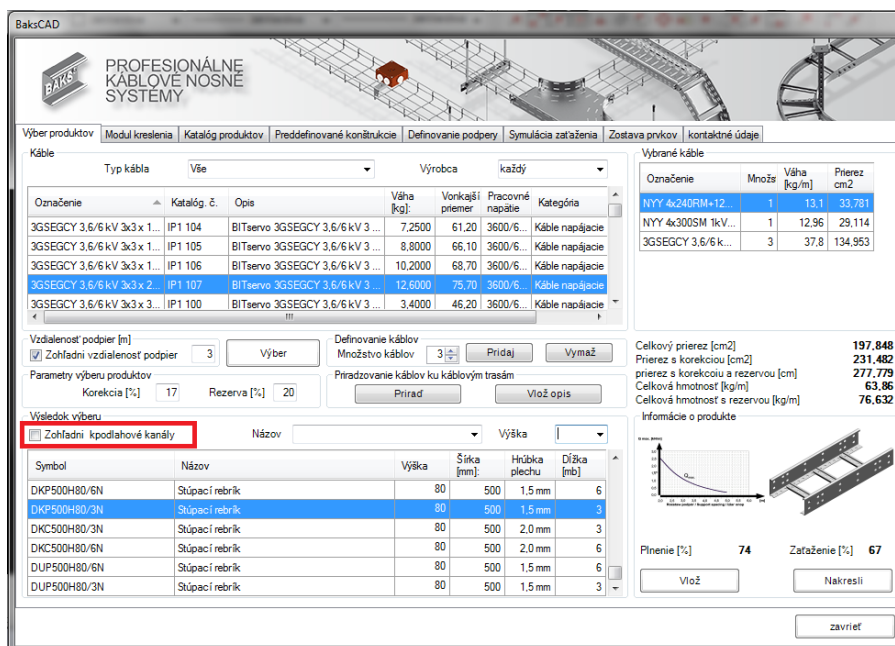 BaksCAD
BAKS
PROFESIONÁLNE
KÁBLOVÉ NOSNÉ
SYSTÉMY
Výber produktov Modul kreslenia Katalóg produktov Preddefinované konštrukcie Definovanie podpery Symulácia zaťaženia Zostava prvkov kontaktné údaje
Káble
Typ kábla Vše Výrobca každý
Označenie Katalóg. č. Opis Váha [kg]: Vonkajší priemer Pracovné napätie Kategória
3GSEGCY 3,6/6 kV 3x3 x 1... IP1 104 BITservo 3GSEGCY 3,6/6 kV 3 ... 7,2500 61,20 3600/6... Káble napájacie
3GSEGCY 3,6/6 kV 3x3 x 1... IP1 105 BITservo 3GSEGCY 3,6/6 kV 3 ... 8,8000 66,10 3600/6... Káble napájacie
3GSEGCY 3,6/6 kV 3x3 x 1... IP1 106 BITservo 3GSEGCY 3,6/6 kV 3 ... 10,2000 68,70 3600/6... Káble napájacie
3GSEGCY 3,6/6 kV 3x3 x 2... IP1 107 BITservo 3GSEGCY 3,6/6 kV 3 ... 12,6000 75,70 3600/6... Káble napájacie
3GSEGCY 3,6/6 kV 3x3 x 3... IP1 100 BITservo 3GSEGCY 3,6/6 kV 3 ... 3,4000 46,20 3600/6... Káble napájacie
Vybrané káble
Označenie Množs Váha [kg/m] Prierez cm2
NYY 4x240RM+12... 1 13,1 33,781
NYY 4x300SM 1kV... 1 12,96 29,114
3GSEGCY 3,6/6 k... 3 37,8 134,953
Vzdialenosť podpier [m]
Zohľadni vzdialenosť podpier 3 Výber
Definovanie káblov
Množstvo káblov 3 Pridaj Vymaž
Parametry výberu produktov
Korekcia [%] 17 Rezerva [%] 20
Priradzovanie káblov ku káblovým trasám
Priraď Vlož opis
Celkový prierez [cm2] 197,848
Prierez s korekciou [cm2] 231,482
prierez s korekcoiu a rezervou [cm] 277,779
Celková hmotnosť [kg/m] 63,86
Celková hmotnosť s rezervou [kg/m] 76,632
Výsledok výberu
Zohľadni kpodlahové kanály Názov Výška
Symbol Názov Výška Šírka [mm]: Hrúbka plechu Dĺžka [mb]
DKP500H80/6N Stúpací rebrík 80 500 1,5 mm 6
DKP500H80/3N Stúpací rebrík 80 500 1,5 mm 3
DKC500H80/3N Stúpací rebrík 80 500 2,0 mm 3
DKC500H80/6N Stúpací rebrík 80 500 2,0 mm 6
DUP500H80/6N Stúpací rebrík 80 500 1,5 mm 6
DUP500H80/3N Stúpací rebrík 80 500 1,5 mm 3
Informácie o produkte
Plnenie [%] 74 Zaťaženie [%] 67
Vlož Nakresli
zavrieť